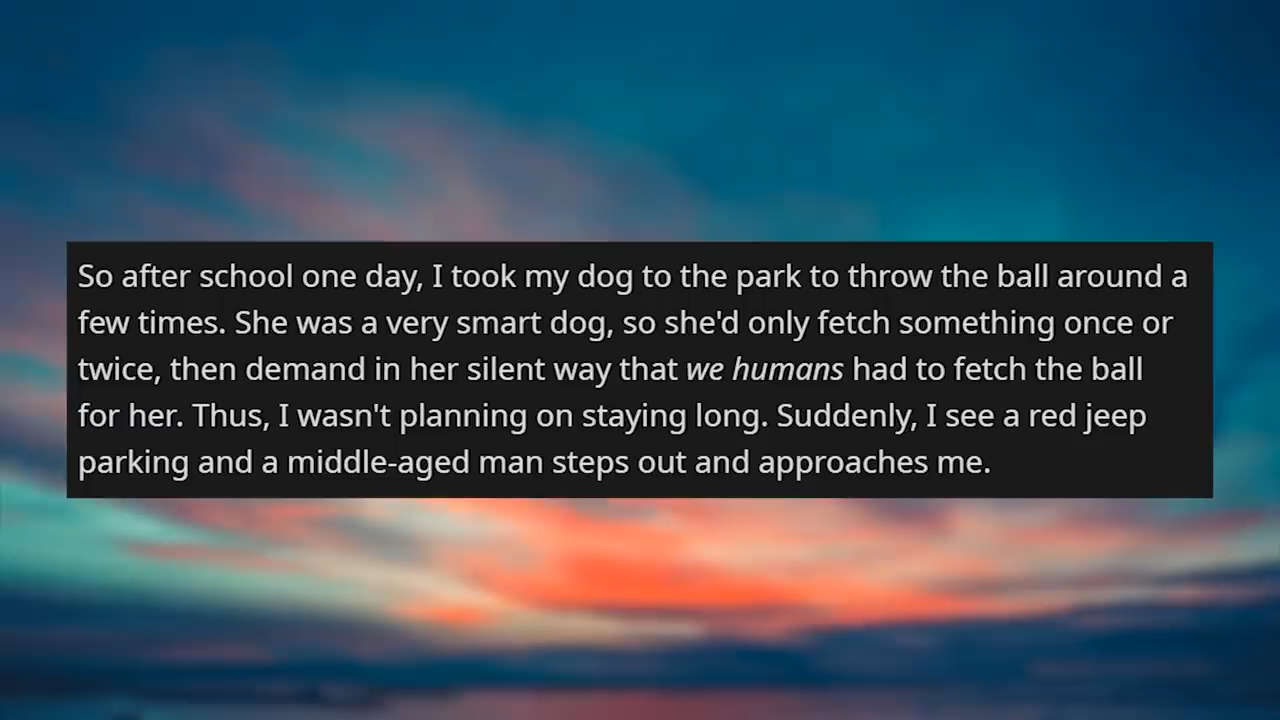 So after school one day, I took my dog to the park to throw the ball around a
few times. She was a very smart dog, so she'd only fetch something once or
twice, then demand in her silent way that we humans had to fetch the ball
for her. Thus, I wasn't planning on staying long. Suddenly, I see a red jeep
parking and a middle-aged man steps out and approaches me.